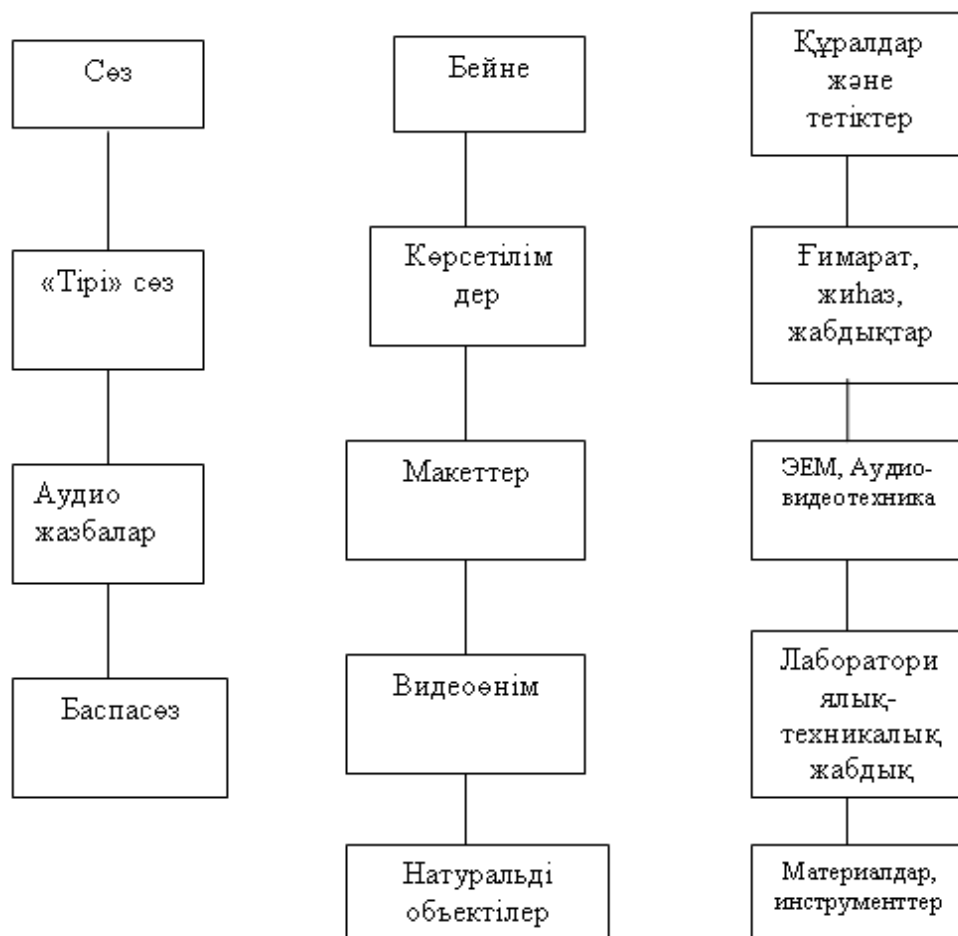 Сөз
«Тірі» сөз
Аудио
жазбалар
Баспасөз
Бейне
Көрсетілім
дер
Макеттер
Видеоөнім
Натуральді
объектілер
Құралдар
және
тетіктер
Ғимарат,
жиһаз,
жабдықтар
ЭЕМ, Аудио-
видеотехника
Лаборатори
ялық-
техникалық
жабдық
Материалдар,
инструменттер